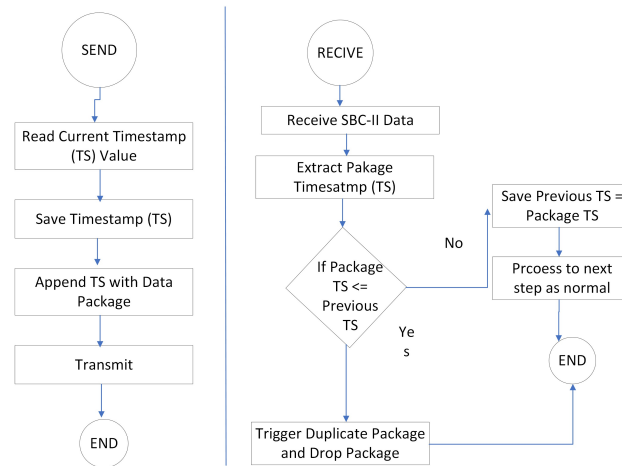 SEND
Read Current Timestamp
(TS) Value
Save Timestamp (TS)
Append TS with Data
Package
Transmit
END
RECIVE
Receive SBC-II Data
Extract Pakage
Timesatmp (TS)
If Package
TS <=
Previous
TS
No
Ye
s
Save Previous TS =
Package TS
Prcoess to next
step as normal
END
Trigger Duplicate Package
and Drop Package